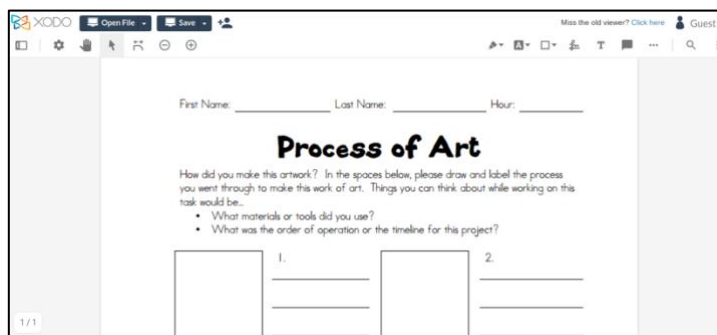 XODO Open File Save Miss the old viewer? Click here Guest
T
First Name: ____________ Last Name: ____________ Hour: ________
Process of Art
How did you make this artwork? In the spaces below, please draw and label the process
you went through to make this work of art. Things you can think about while working on this
task would be...
• What materials or tools did you use?
• What was the order of operation or the timeline for this project?
1. 2.
1 / 1